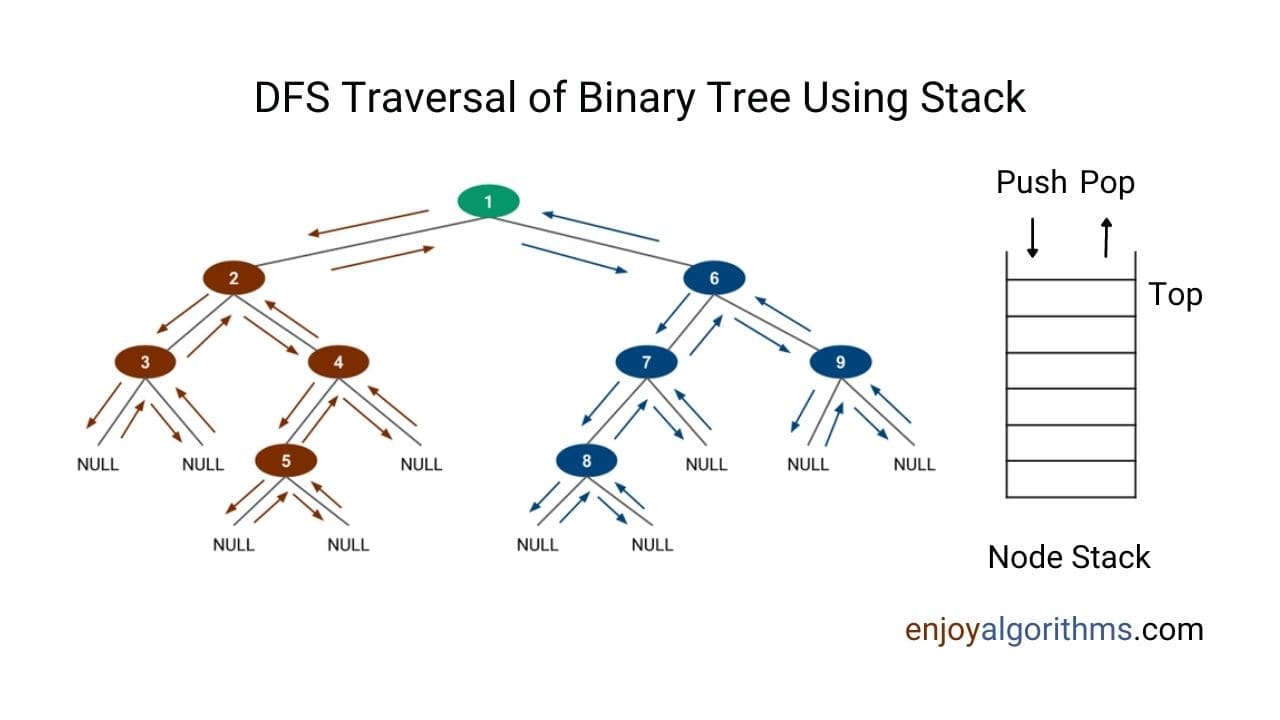 DFS Traversal of Binary Tree Using Stack
Push Pop
1
2
6
Top
3
4
7
9
NULL
NULL
5
NULL
8
NULL
NULL
NULL
NULL
NULL
NULL
NULL
Node Stack
enjoyalgorithms.com